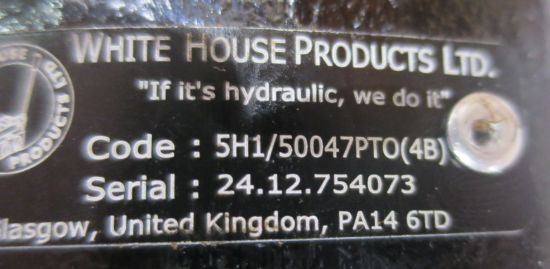 WHITE HOUSE PRODUCTS LTD.
"If it's hydraulic, we do it"
Code : 5H1/50047PTO(4B)
Serial : 24.12.754073
Glasgow, United Kingdom, PA14 6TD